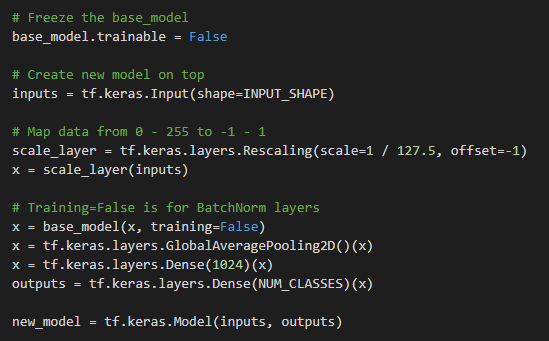 # Freeze the base_model
base_model.trainable = False
# Create new model on top
inputs = tf.keras.Input(shape=INPUT_SHAPE)
# Map data from 0 - 255 to -1 - 1
scale_layer = tf.keras.layers.Rescaling(scale=1 / 127.5, offset=-1)
x = scale_layer(inputs)
# Training=False is for BatchNorm layers
x = base_model(x, training=False)
x = tf.keras.layers.GlobalAveragePooling2D()(x)
x = tf.keras.layers.Dense(1024)(x)
outputs = tf.keras.layers.Dense(NUM_CLASSES)(x)
new_model = tf.keras.Model(inputs, outputs)